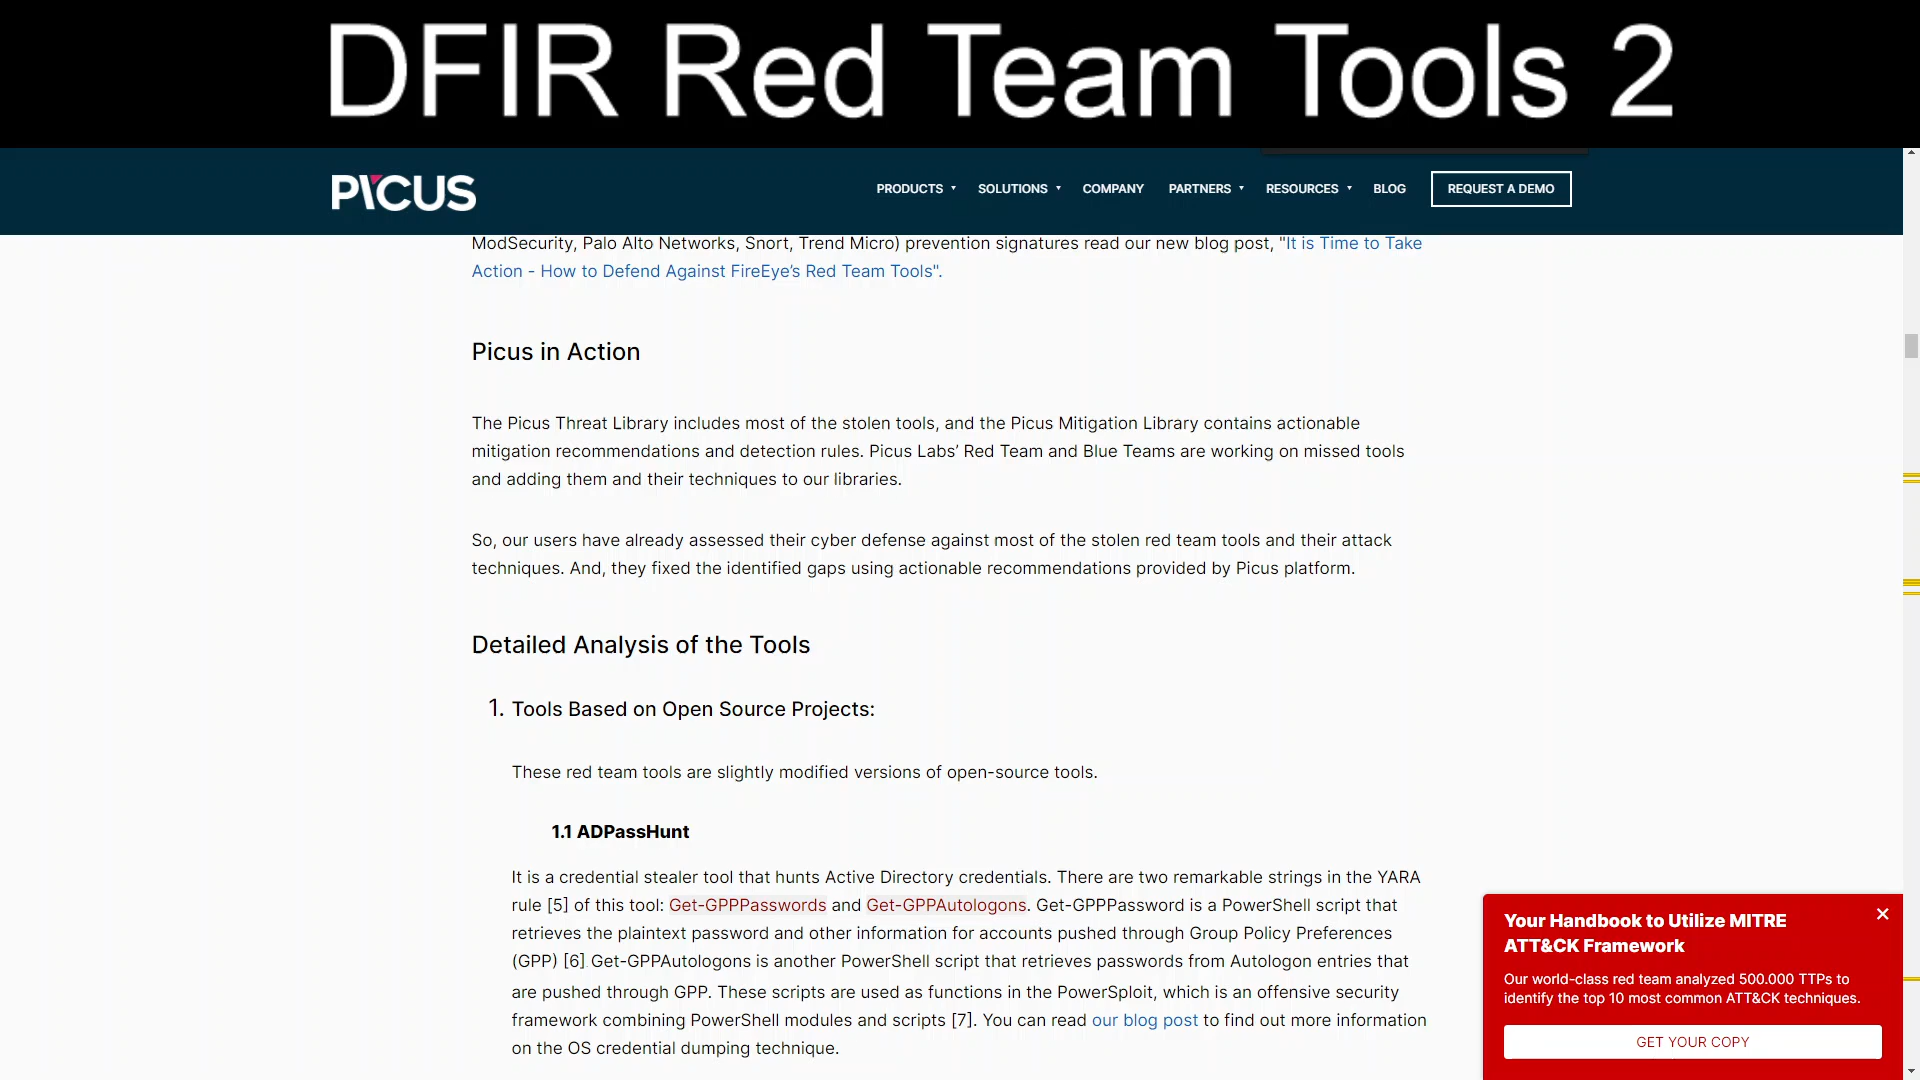 DFIR Red Team Tools 2
PICUS
PRODUCTS SOLUTIONS COMPANY PARTNERS RESOURCES BLOG REQUEST A DEMO
ModSecurity, Palo Alto Networks, Snort, Trend Micro) prevention signatures read our new blog post, "It is Time to Take
Action - How to Defend Against FireEye’s Red Team Tools".
Picus in Action
The Picus Threat Library includes most of the stolen tools, and the Picus Mitigation Library contains actionable
mitigation recommendations and detection rules. Picus Labs’ Red Team and Blue Teams are working on missed tools
and adding them and their techniques to our libraries.
So, our users have already assessed their cyber defense against most of the stolen red team tools and their attack
techniques. And, they fixed the identified gaps using actionable recommendations provided by Picus platform.
Detailed Analysis of the Tools
1. Tools Based on Open Source Projects:
These red team tools are slightly modified versions of open-source tools.
1.1 ADPassHunt
It is a credential stealer tool that hunts Active Directory credentials. There are two remarkable strings in the YARA
rule [5] of this tool: Get-GPPPasswords and Get-GPPAutologons. Get-GPPPassword is a PowerShell script that
retrieves the plaintext password and other information for accounts pushed through Group Policy Preferences
(GPP) [6] Get-GPPAutologons is another PowerShell script that retrieves passwords from Autologon entries that
are pushed through GPP. These scripts are used as functions in the PowerSploit, which is an offensive security
framework combining PowerShell modules and scripts [7]. You can read our blog post to find out more information
on the OS credential dumping technique.
Your Handbook to Utilize MITRE
ATT&CK Framework
Our world-class red team analyzed 500.000 TTPs to
identify the top 10 most common ATT&CK techniques.
GET YOUR COPY